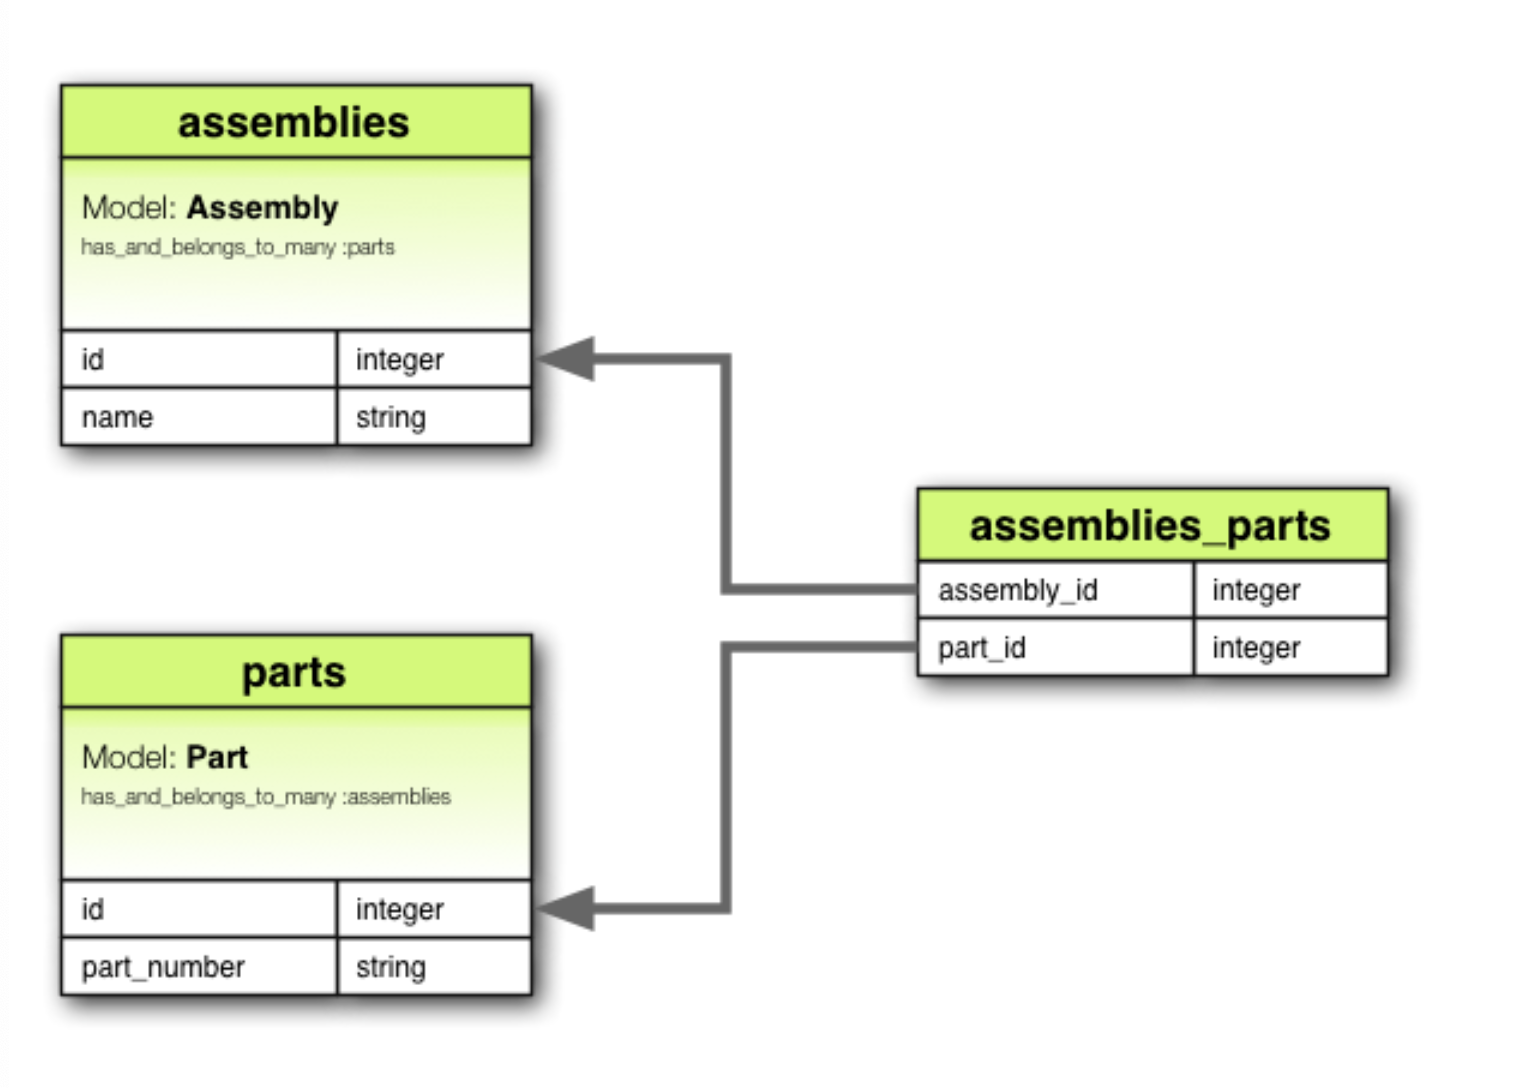 assemblies
Model: Assembly
has_and_belongs_to_many :parts
id integer
name string
assemblies_parts
assembly_id integer
part_id integer
parts
Model: Part
has_and_belongs_to_many :assemblies
id integer
part_number string